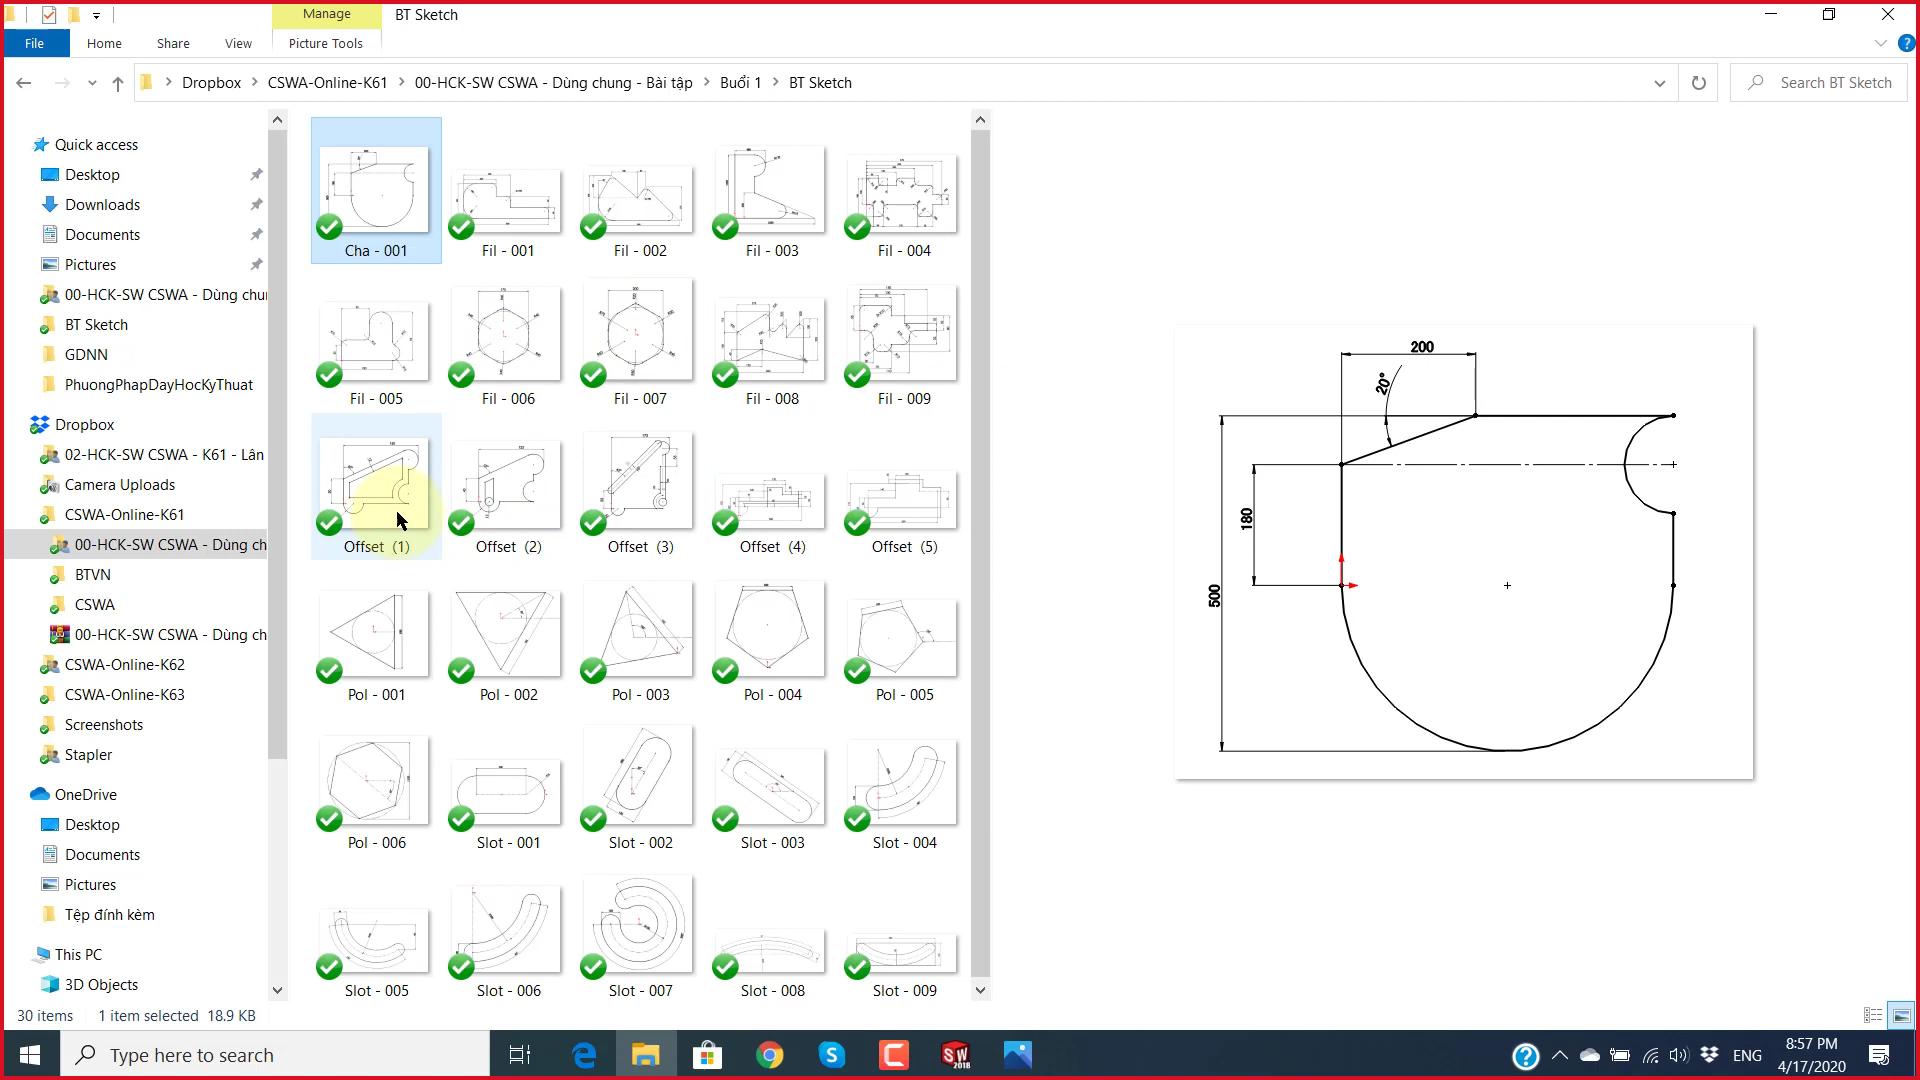 Manage
BT Sketch
File
Home
Share
View
Picture Tools
Dropbox
CSWA-Online-K61
00-HCK-SW CSWA - Dùng chung - Bài tập
Buổi 1
BT Sketch
Search BT Sketch
Quick access
Desktop
Downloads
Documents
Pictures
00-HCK-SW CSWA - Dùng chu
BT Sketch
GDNN
PhuongPhapDayHocKyThuat
Dropbox
02-HCK-SW CSWA - K61 - Lân
Camera Uploads
CSWA-Online-K61
00-HCK-SW CSWA - Dùng ch
BTVN
CSWA
00-HCK-SW CSWA - Dùng ch
CSWA-Online-K62
CSWA-Online-K63
Screenshots
Stapler
OneDrive
Desktop
Documents
Pictures
Tệp đính kèm
This PC
3D Objects
Cha - 001
Fil - 001
Fil - 002
Fil - 003
Fil - 004
Fil - 005
Fil - 006
Fil - 007
Fil - 008
Fil - 009
Offset (1)
Offset (2)
Offset (3)
Offset (4)
Offset (5)
Pol - 001
Pol - 002
Pol - 003
Pol - 004
Pol - 005
Pol - 006
Slot - 001
Slot - 002
Slot - 003
Slot - 004
Slot - 005
Slot - 006
Slot - 007
Slot - 008
Slot - 009
200
20°
180
500
30 items
1 item selected 18.9 KB
Type here to search
SW
2018
ENG
8:57 PM
4/17/2020